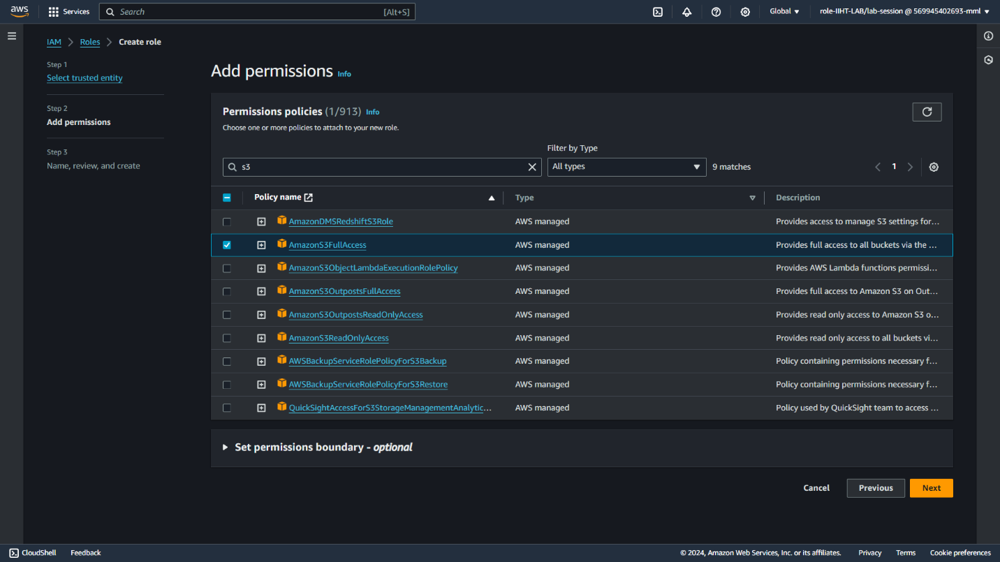 aws
Services
Search [Alt+S]
Global
role-IIHT-LAB/lab-session @ 569945402693-mml
IAM > Roles > Create role
Step 1
Select trusted entity
Step 2
Add permissions
Step 3
Name, review, and create
Add permissions Info
Permissions policies (1/913) Info
Choose one or more policies to attach to your new role.
Filter by Type
s3
All types
9 matches
1
Policy name Type Description
AmazonDMSRedshiftS3Role AWS managed Provides access to manage S3 settings for...
AmazonS3FullAccess AWS managed Provides full access to all buckets via the ...
AmazonS3ObjectLambdaExecutionRolePolicy AWS managed Provides AWS Lambda functions permissi...
AmazonS3OutpostsFullAccess AWS managed Provides full access to Amazon S3 on Out...
AmazonS3OutpostsReadOnlyAccess AWS managed Provides read only access to Amazon S3 o...
AmazonS3ReadOnlyAccess AWS managed Provides read only access to all buckets vi...
AWSBackupServiceRolePolicyForS3Backup AWS managed Policy containing permissions necessary f...
AWSBackupServiceRolePolicyForS3Restore AWS managed Policy containing permissions necessary f...
QuickSightAccessForS3StorageManagementAnalytic... AWS managed Policy used by QuickSight team to access ...
Set permissions boundary - optional
Cancel
Previous
Next
CloudShell
Feedback
© 2024, Amazon Web Services, Inc. or its affiliates.
Privacy
Terms
Cookie preferences